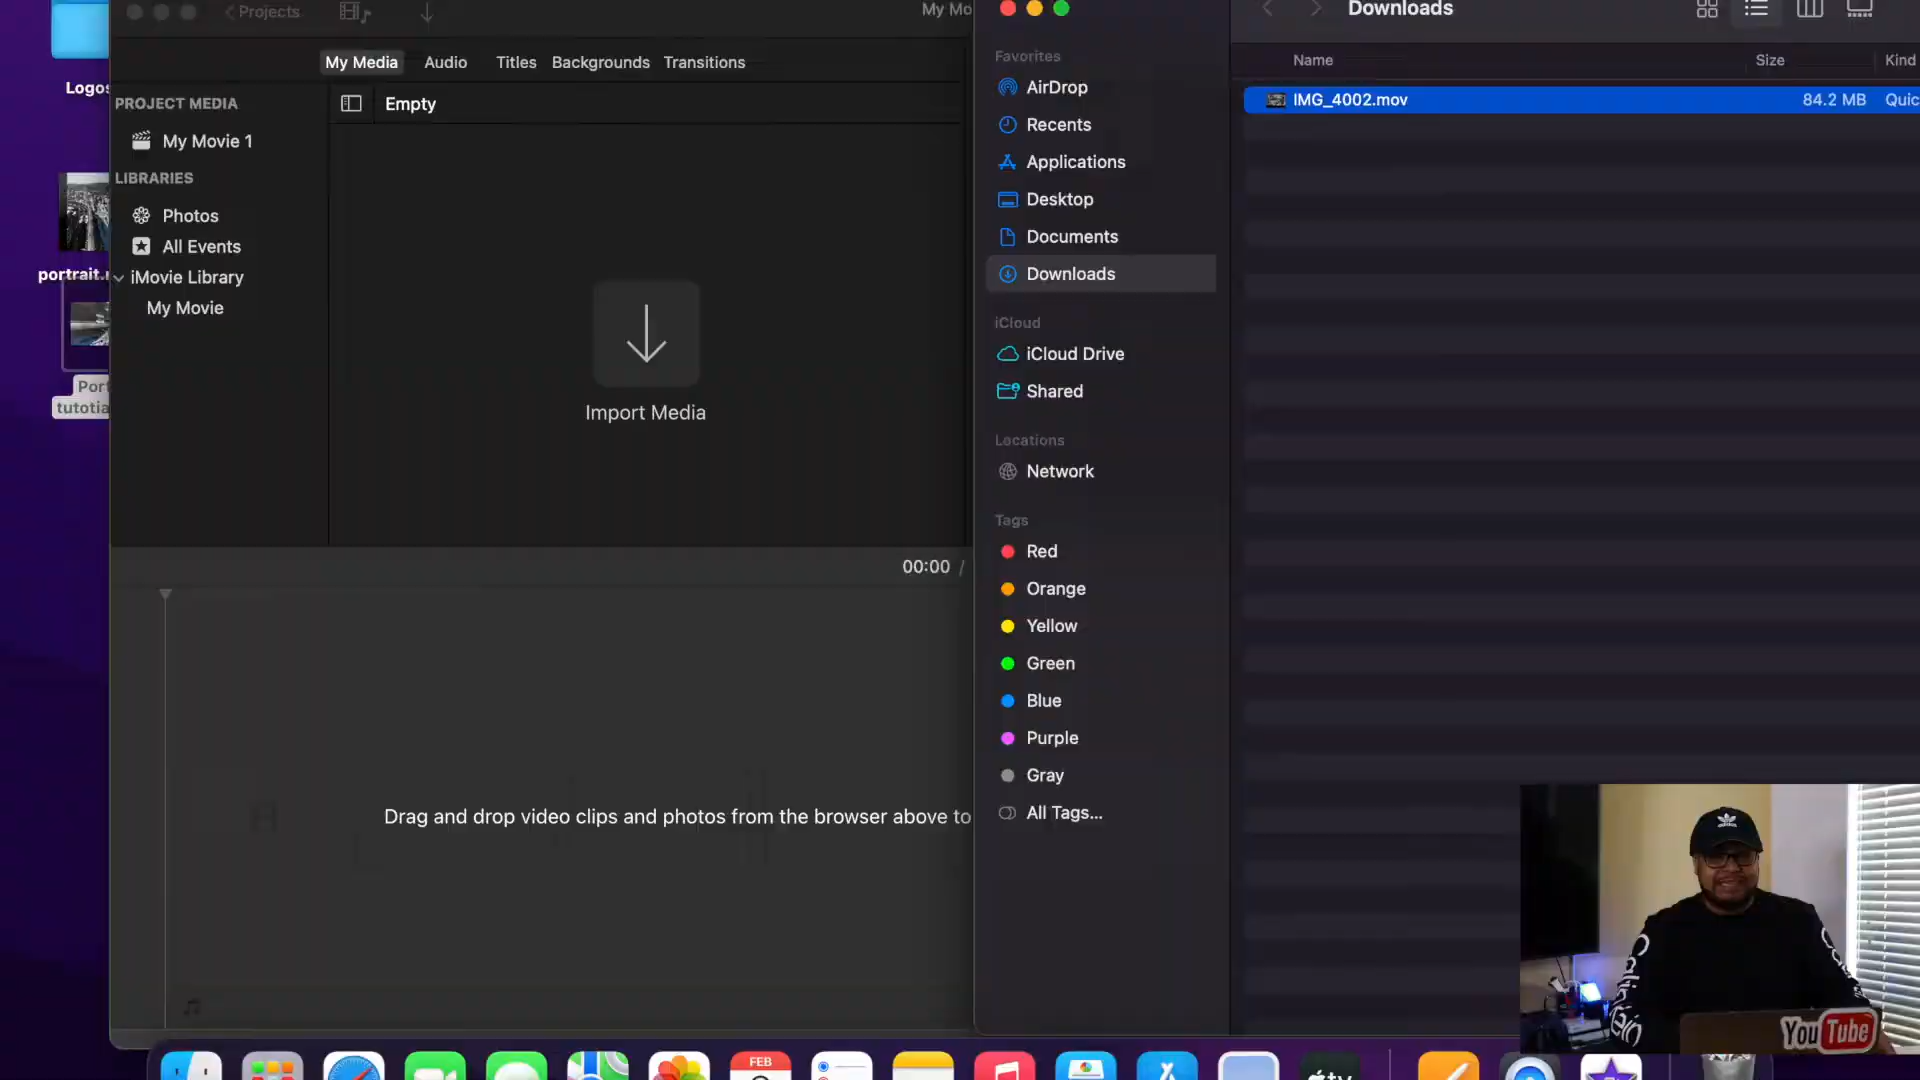 Projects
My Mo
My Media
Audio
Titles
Backgrounds
Transitions
PROJECT MEDIA
My Movie 1
LIBRARIES
Photos
All Events
iMovie Library
My Movie
Empty
Import Media
00:00 /
Drag and drop video clips and photos from the browser above to
Logos
portrait.
Port
tutotia
Downloads
Favorites
AirDrop
Recents
Applications
Desktop
Documents
Downloads
iCloud
iCloud Drive
Shared
Locations
Network
Tags
Red
Orange
Yellow
Green
Blue
Purple
Gray
All Tags...
Name
Size
Kind
IMG_4002.mov
84.2 MB
Quic
YouTube
FEB
tv